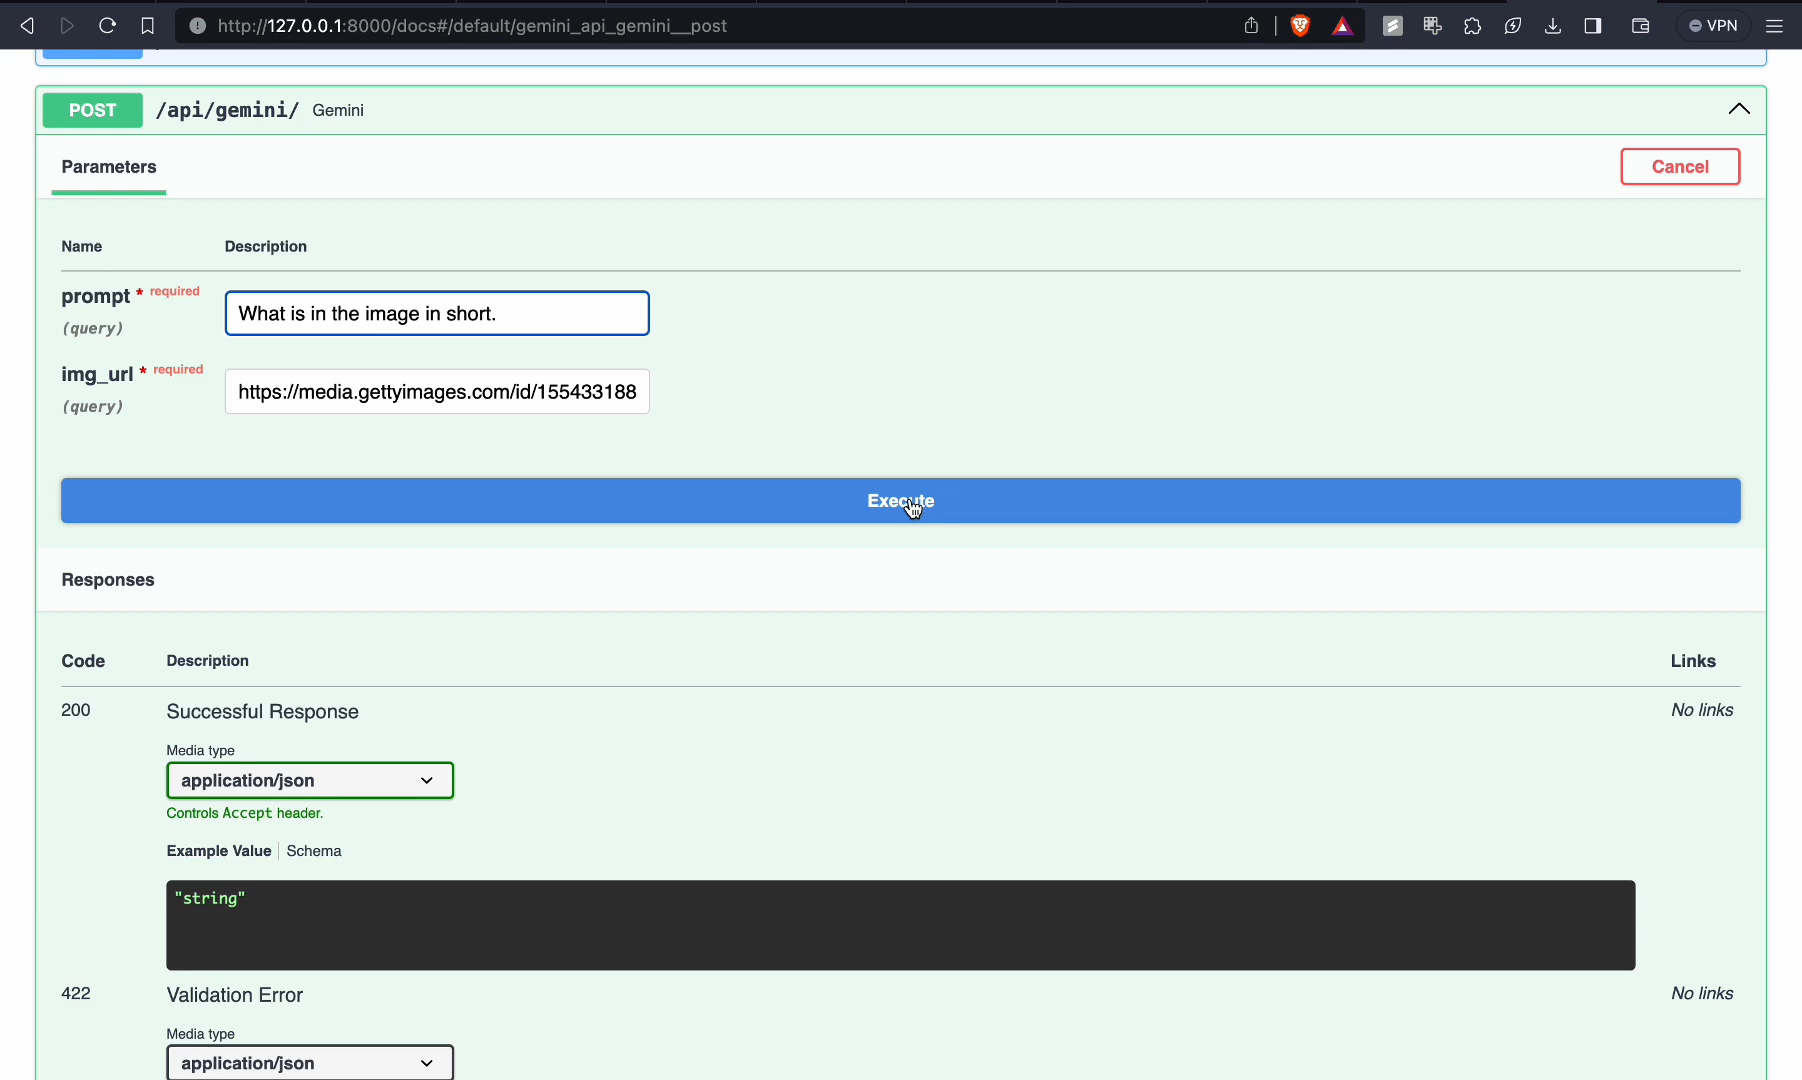 http://127.0.0.1:8000/docs#/default/gemini_api_gemini__post
VPN
POST /api/gemini/ Gemini
Parameters
Cancel
Name Description
prompt * required
(query)
What is in the image in short.
img_url * required
(query)
https://media.gettyimages.com/id/155433188
Execute
Responses
Code Description Links
200 Successful Response No links
Media type
application/json
Controls Accept header.
Example Value Schema
"string"
422 Validation Error No links
Media type
application/json